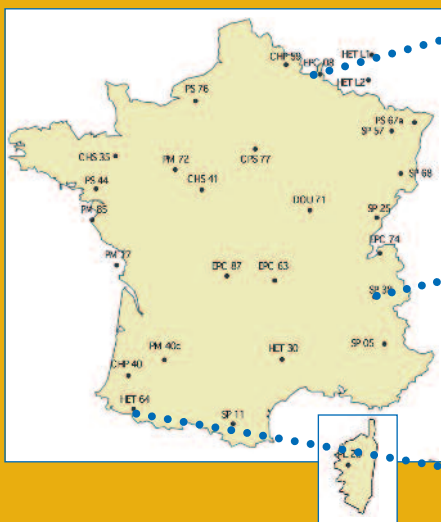 HET L1
CHP 59
EPC 08
HET L2
PS 76
PS 67a
SP 57
CHS 35
PM 72
CPS 77
SP 68
PS 44
CHS 41
DOU 71
PM 85
SP 25
EPC 74
PM 17
EPC 87
EPC 63
SP 38
PM 40c
HET 30
SP 05
CHP 40
HET 64
SP 11